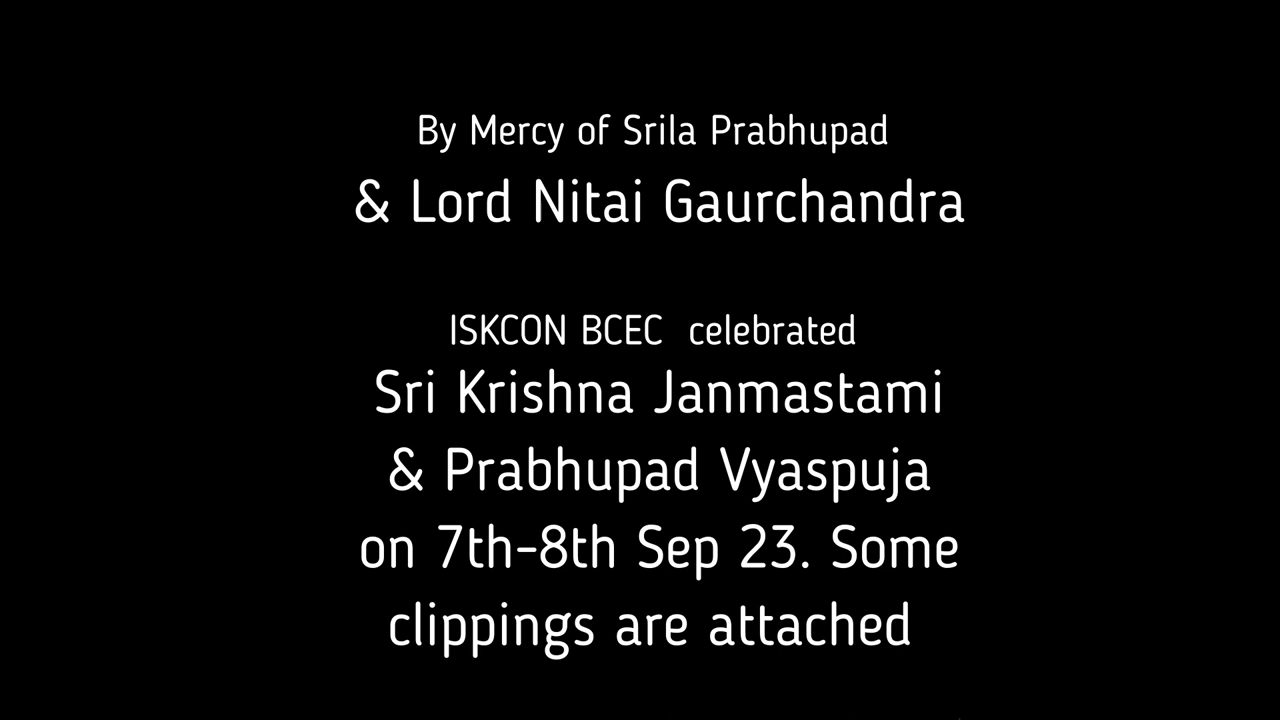 By Mercy of Srila Prabhupad
& Lord Nitai Gaurchandra
ISKCON BCEC celebrated
Sri Krishna Janmastami
& Prabhupad Vyaspuja
on 7th-8th Sep 23. Some
clippings are attached